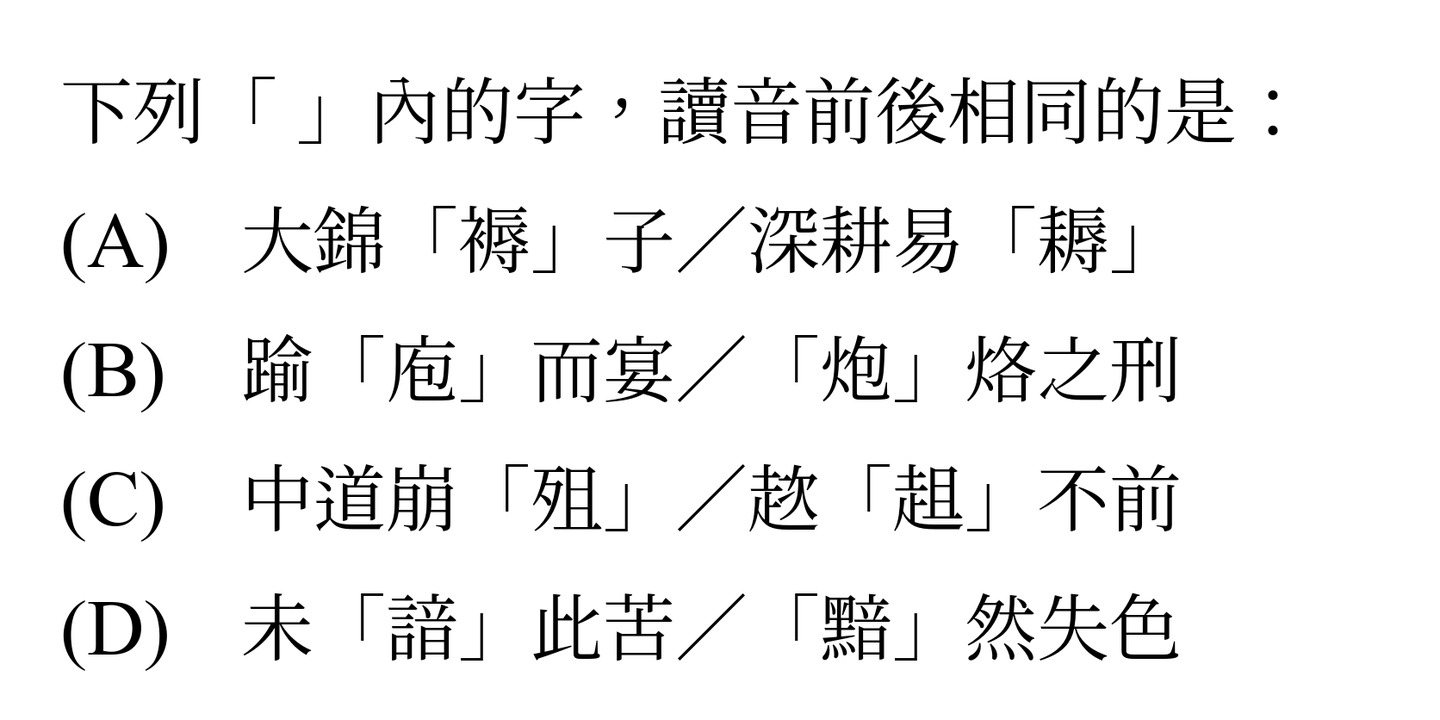 下列「 」內的字，讀音前後相同的是：
(A) 大錦「褥」子／深耕易「耨」
(B) 踰「庖」而宴／「炮」烙之刑
(C) 中道崩「殂」／趑「趄」不前
(D) 未「諳」此苦／「黯」然失色